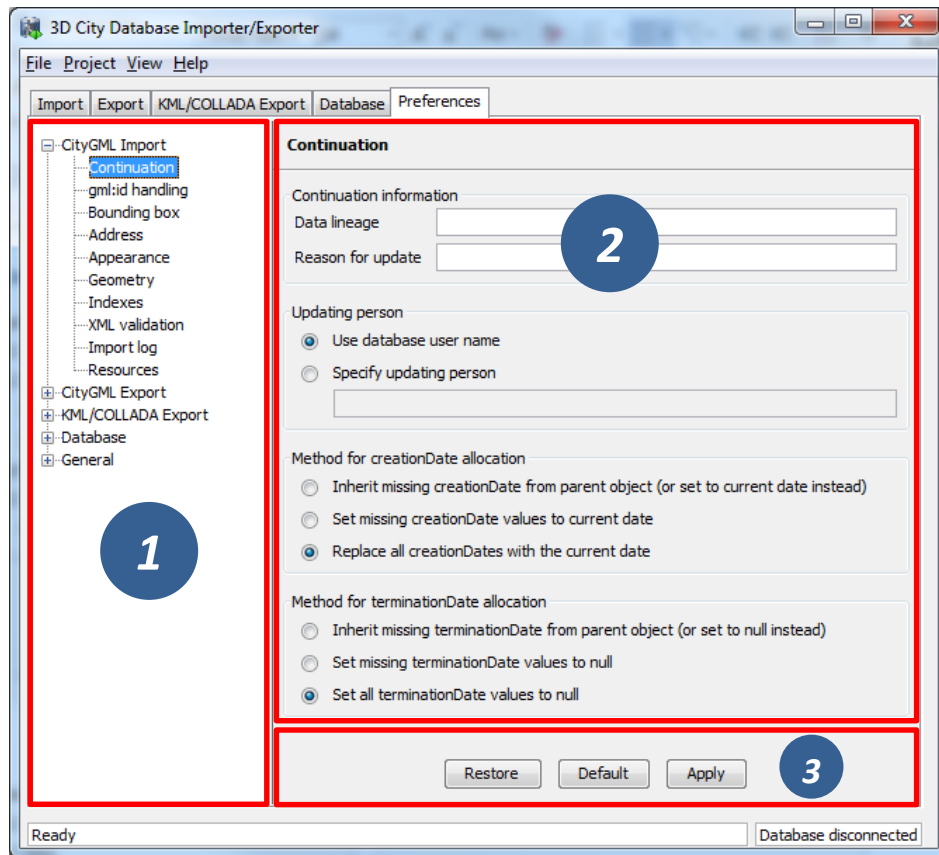 3D City Database Importer/Exporter
File Project View Help
Import Export KML/COLLADA Export Database Preferences
CityGML Import
Continuation
gml:id handling
Bounding box
Address
Appearance
Geometry
Indexes
XML validation
Import log
Resources
CityGML Export
KML/COLLADA Export
Database
General
1
Continuation
Continuation information
Data lineage
Reason for update
2
Updating person
Use database user name
Specify updating person
Method for creationDate allocation
Inherit missing creationDate from parent object (or set to current date instead)
Set missing creationDate values to current date
Replace all creationDates with the current date
Method for terminationDate allocation
Inherit missing terminationDate from parent object (or set to null instead)
Set missing terminationDate values to null
Set all terminationDate values to null
Restore Default Apply
3
Ready Database disconnected